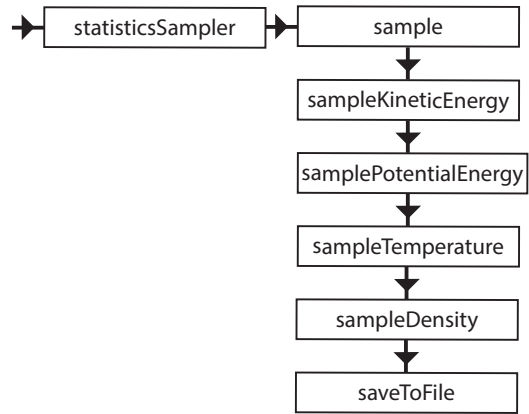 statisticsSampler
sample
sampleKineticEnergy
samplePotentialEnergy
sampleTemperature
sampleDensity
saveToFile